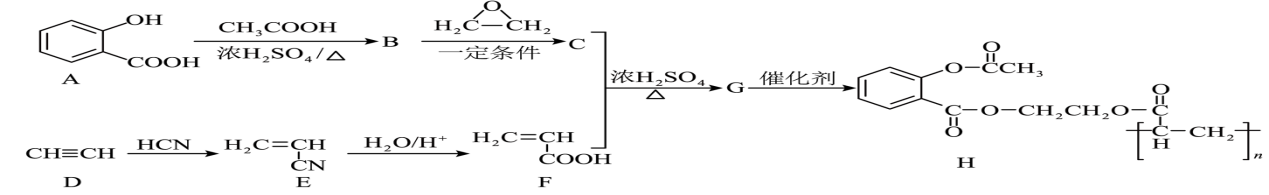 OH
COOH
A
CH₃COOH
浓H₂SO₄/△
B
O
H₂C CH₂
一定条件
C
CH≡CH
D
HCN
H₂C=CH
CN
E
H₂O/H⁺
H₂C=CH
COOH
F
浓H₂SO₄
△
G
催化剂
O
O—C—CH₃
C—O—CH₂CH₂O—C
O
O
[C—CH₂]ₙ
H
H